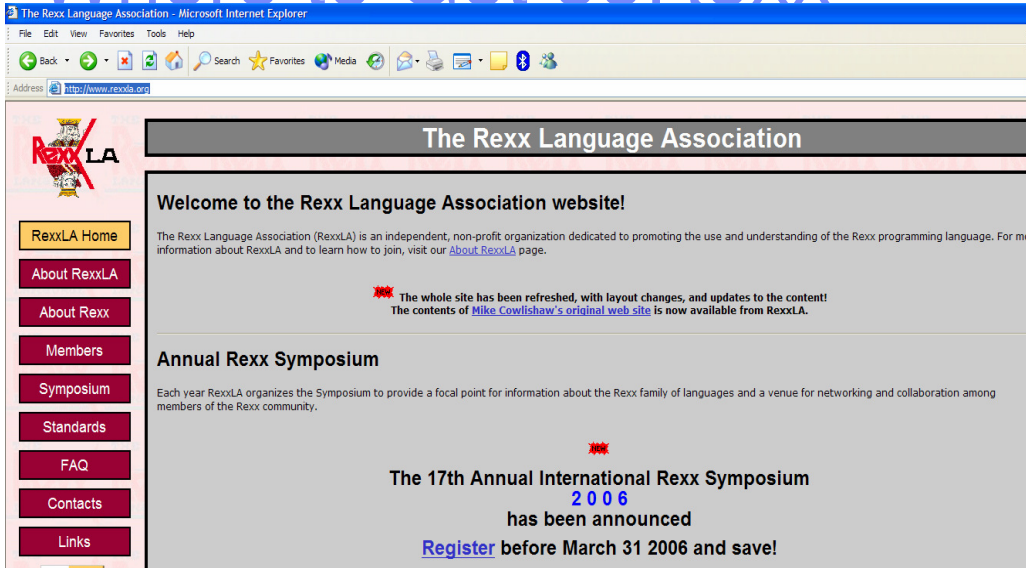 The Rexx Language Association - Microsoft Internet Explorer
File Edit View Favorites Tools Help
Back Search Favorites Media
Address http://www.rexxla.org
Rexx LA
The Rexx Language Association
Welcome to the Rexx Language Association website!
The Rexx Language Association (RexxLA) is an independent, non-profit organization dedicated to promoting the use and understanding of the Rexx programming language. For
information about RexxLA and to learn how to join, visit our About RexxLA page.
NEW The whole site has been refreshed, with layout changes, and updates to the content!
The contents of Mike Cowlishaw's original web site is now available from RexxLA.
Annual Rexx Symposium
Each year RexxLA organizes the Symposium to provide a focal point for information about the Rexx family of languages and a venue for networking and collaboration among
members of the Rexx community.
NEW
The 17th Annual International Rexx Symposium
2 0 0 6
has been announced
Register before March 31 2006 and save!
RexxLA Home
About RexxLA
About Rexx
Members
Symposium
Standards
FAQ
Contacts
Links